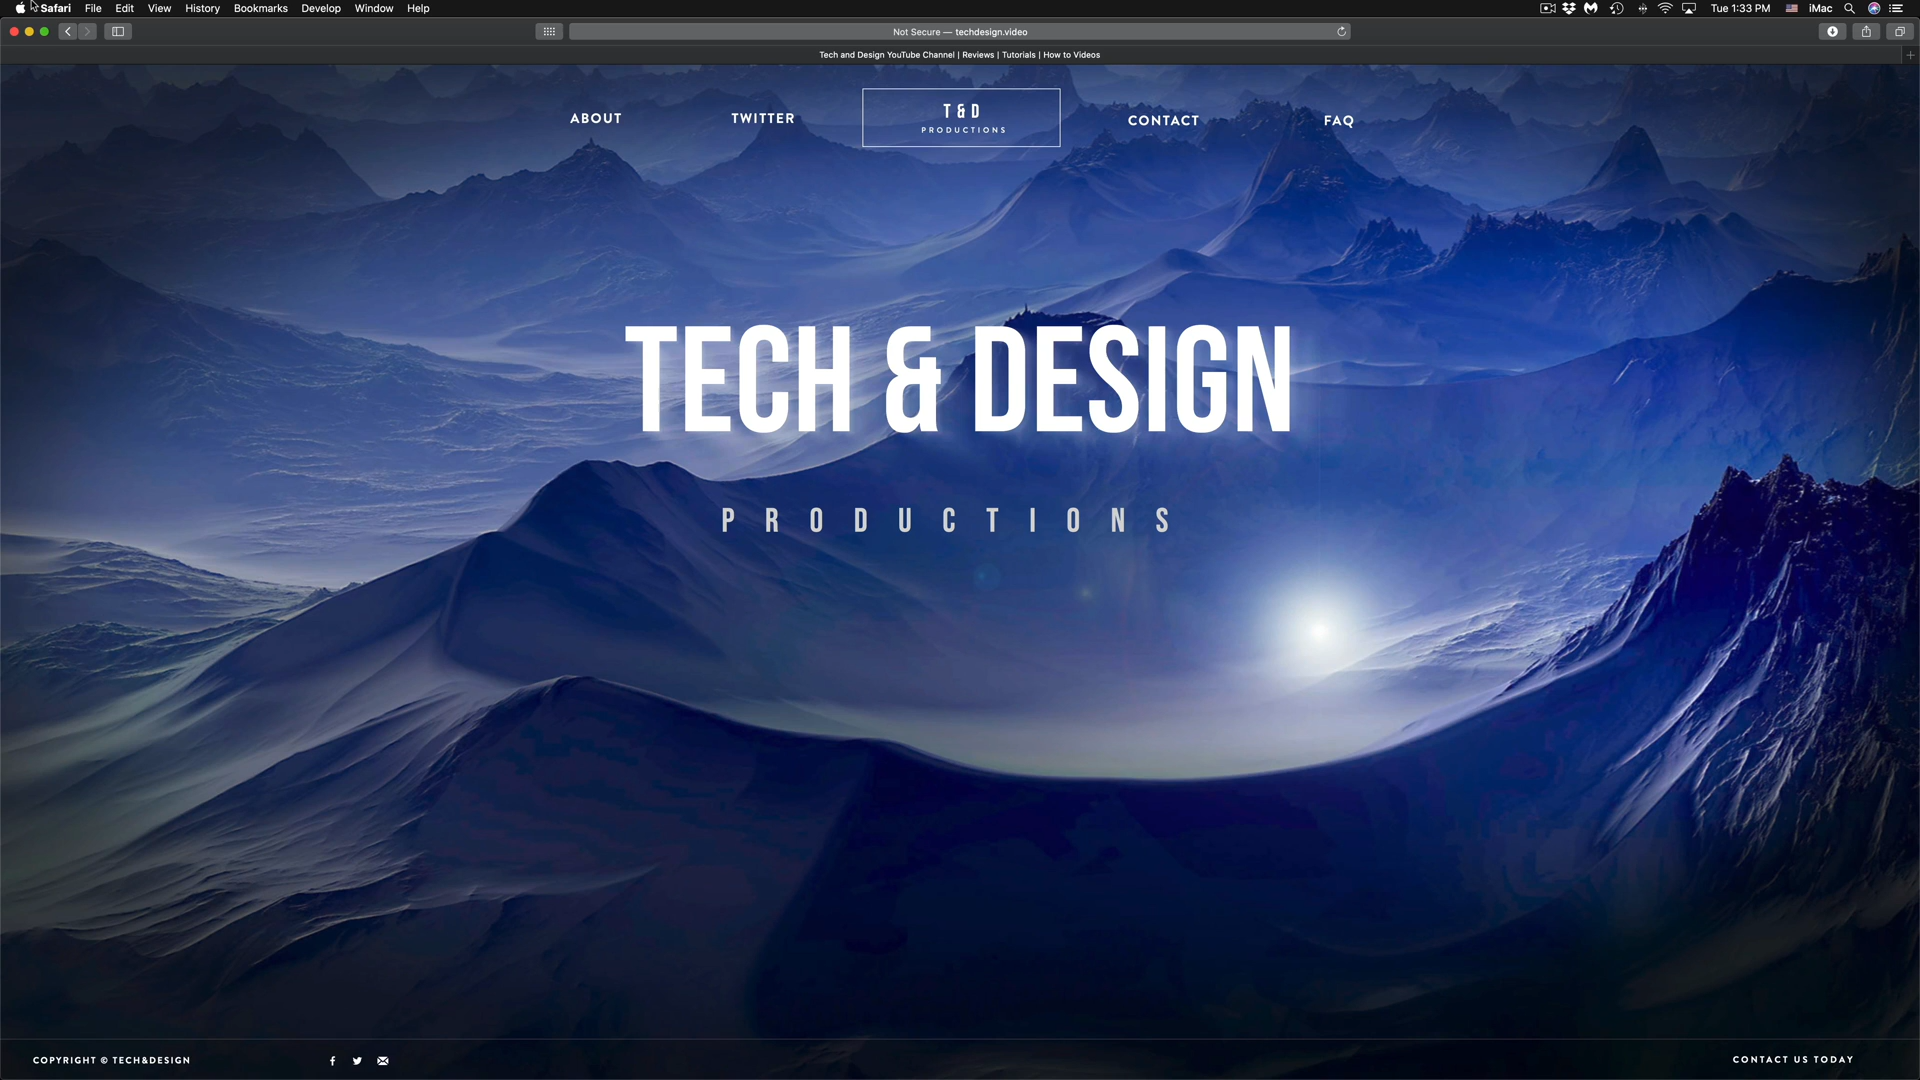 Safari File Edit View History Bookmarks Develop Window Help Tue 1:33 PM iMac
Not Secure — techdesign.video
Tech and Design YouTube Channel | Reviews | Tutorials | How to Videos
ABOUT TWITTER T & D CONTACT FAQ
PRODUCTIONS
TECH & DESIGN
PRODUCTIONS
COPYRIGHT © TECH&DESIGN CONTACT US TODAY